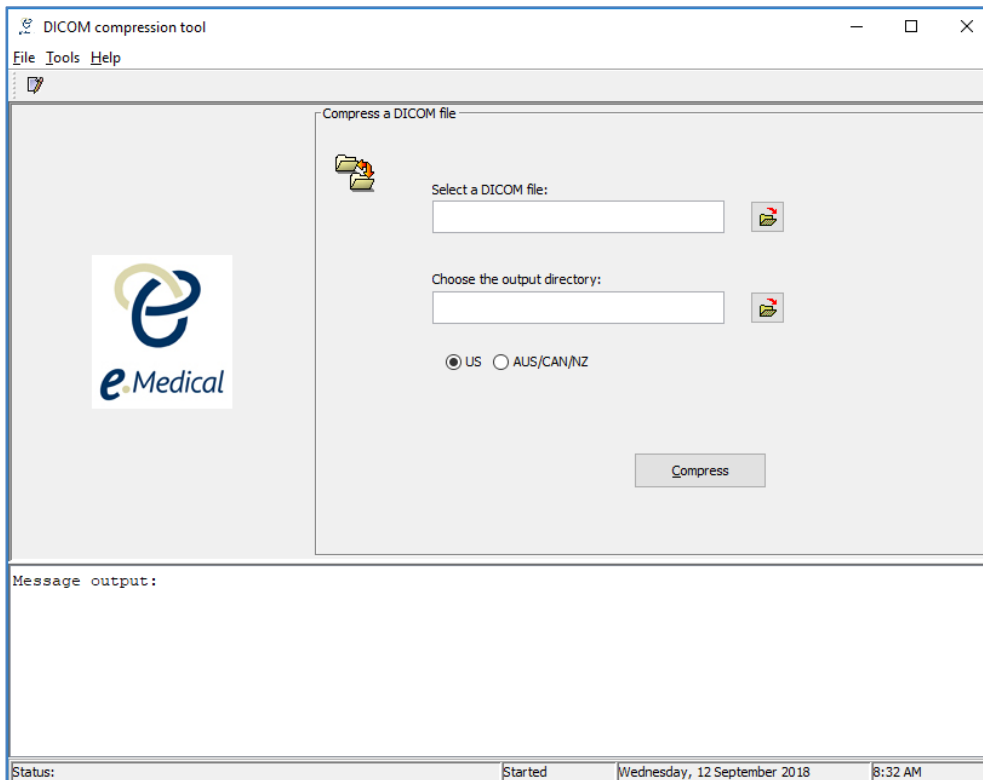 DICOM compression tool
File Tools Help
Compress a DICOM file
Select a DICOM file:
Choose the output directory:
US AUS/CAN/NZ
e.Medical
Compress
Message output:
Status: Started Wednesday, 12 September 2018 8:32 AM